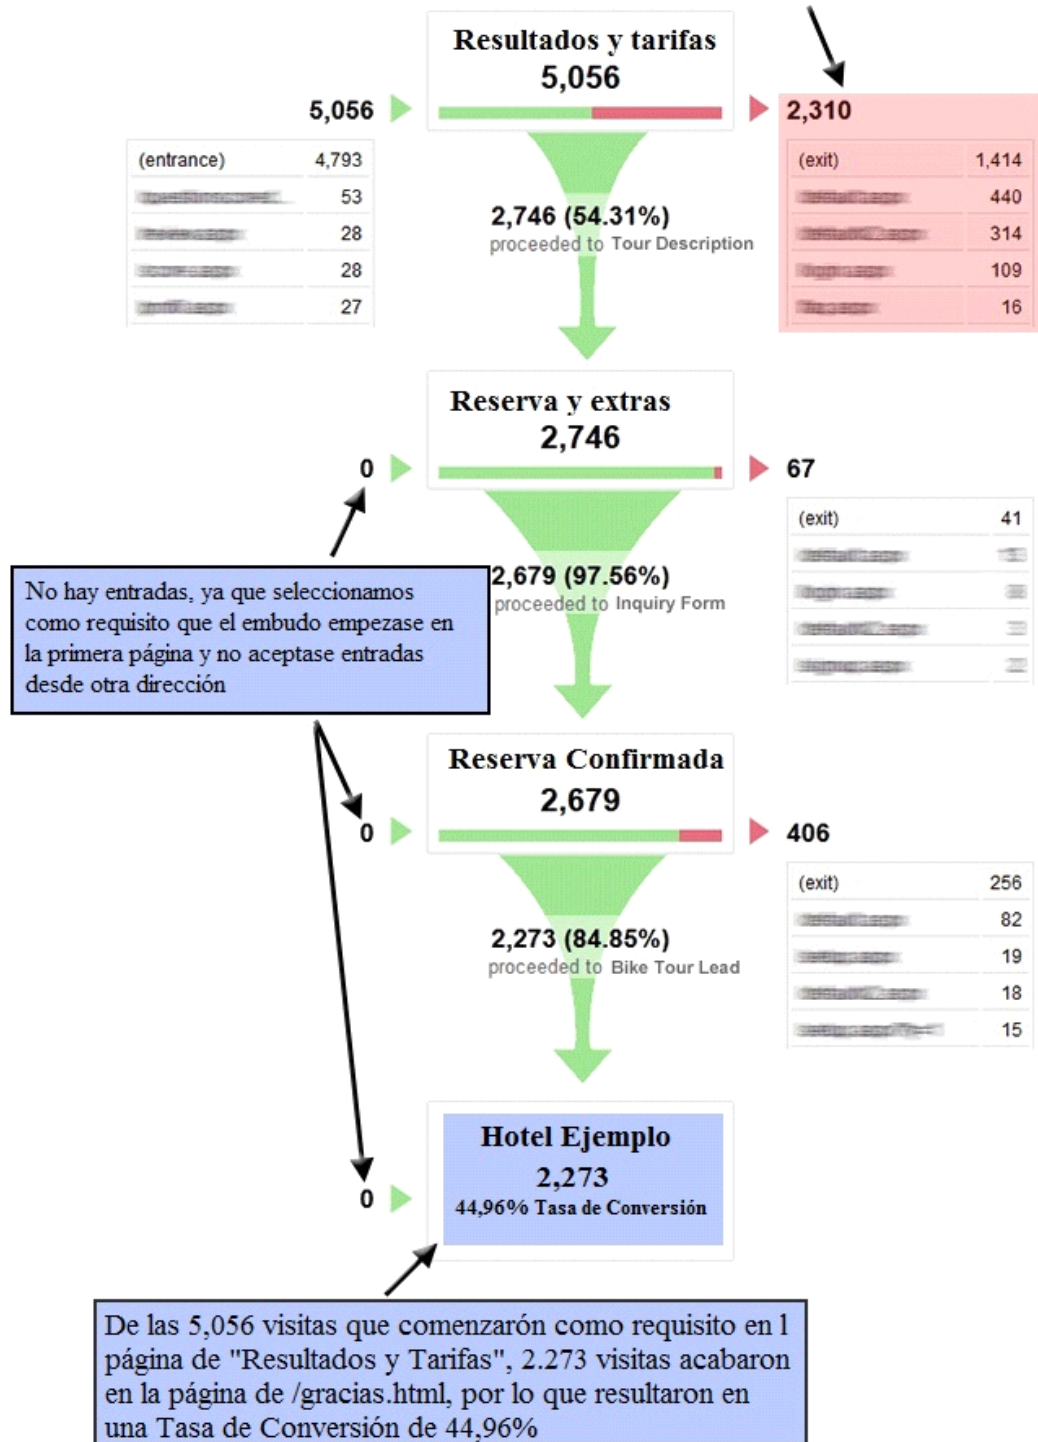 Resultados y tarifas
5,056
5,056
2,310
(entrance) 4,793
53
28
28
27
(exit) 1,414
440
314
109
16
2,746 (54.31%)
proceeded to Tour Description
Reserva y extras
2,746
0
67
(exit) 41
2,679 (97.56%)
proceeded to Inquiry Form
No hay entradas, ya que seleccionamos
como requisito que el embudo empezase en
la primera página y no aceptase entradas
desde otra dirección
Reserva Confirmada
2,679
0
406
(exit) 256
82
19
18
15
2,273 (84.85%)
proceeded to Bike Tour Lead
Hotel Ejemplo
2,273
44,96% Tasa de Conversión
0
De las 5,056 visitas que comenzarón como requisito en l
página de "Resultados y Tarifas", 2.273 visitas acabaron
en la página de /gracias.html, por lo que resultaron en
una Tasa de Conversión de 44,96%